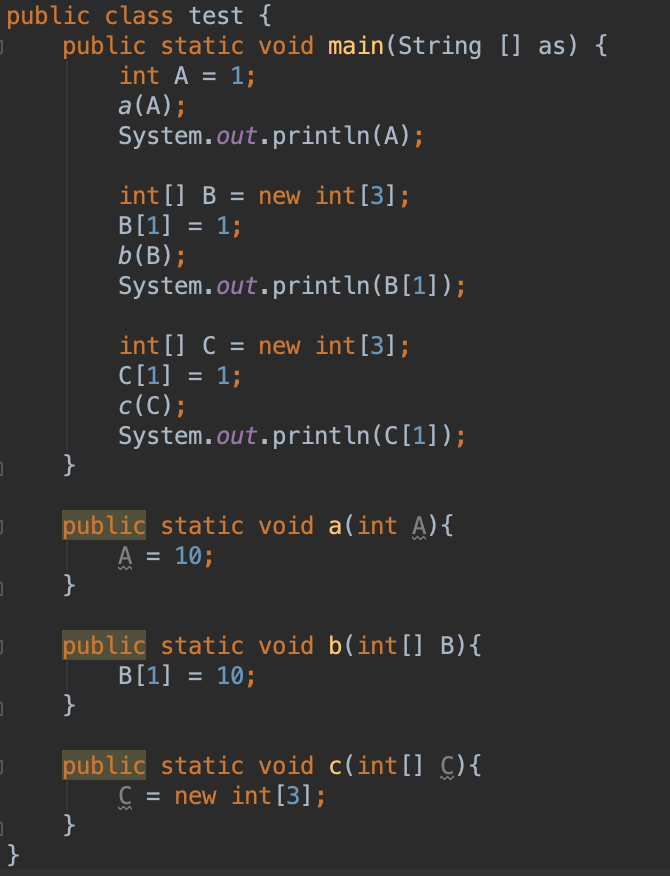 public class test {
    public static void main(String [] as) {
        int A = 1;
        a(A);
        System.out.println(A);

        int[] B = new int[3];
        B[1] = 1;
        b(B);
        System.out.println(B[1]);

        int[] C = new int[3];
        C[1] = 1;
        c(C);
        System.out.println(C[1]);
    }

    public static void a(int A){
        A = 10;
    }

    public static void b(int[] B){
        B[1] = 10;
    }

    public static void c(int[] C){
        C = new int[3];
    }
}